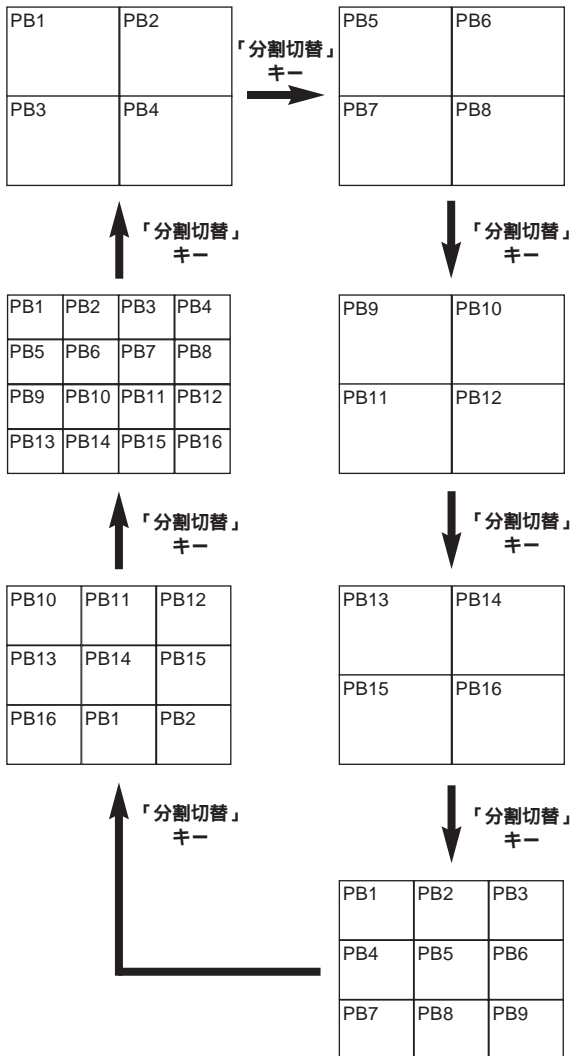 PB1 PB2
PB3 PB4
「分割切替」
キー
PB5 PB6
PB7 PB8
「分割切替」
キー
PB9 PB10
PB11 PB12
「分割切替」
キー
PB13 PB14
PB15 PB16
「分割切替」
キー
PB1 PB2 PB3
PB4 PB5 PB6
PB7 PB8 PB9
「分割切替」
キー
PB10 PB11 PB12
PB13 PB14 PB15
PB16 PB1 PB2
「分割切替」
キー
PB1 PB2 PB3 PB4
PB5 PB6 PB7 PB8
PB9 PB10 PB11 PB12
PB13 PB14 PB15 PB16
「分割切替」
キー